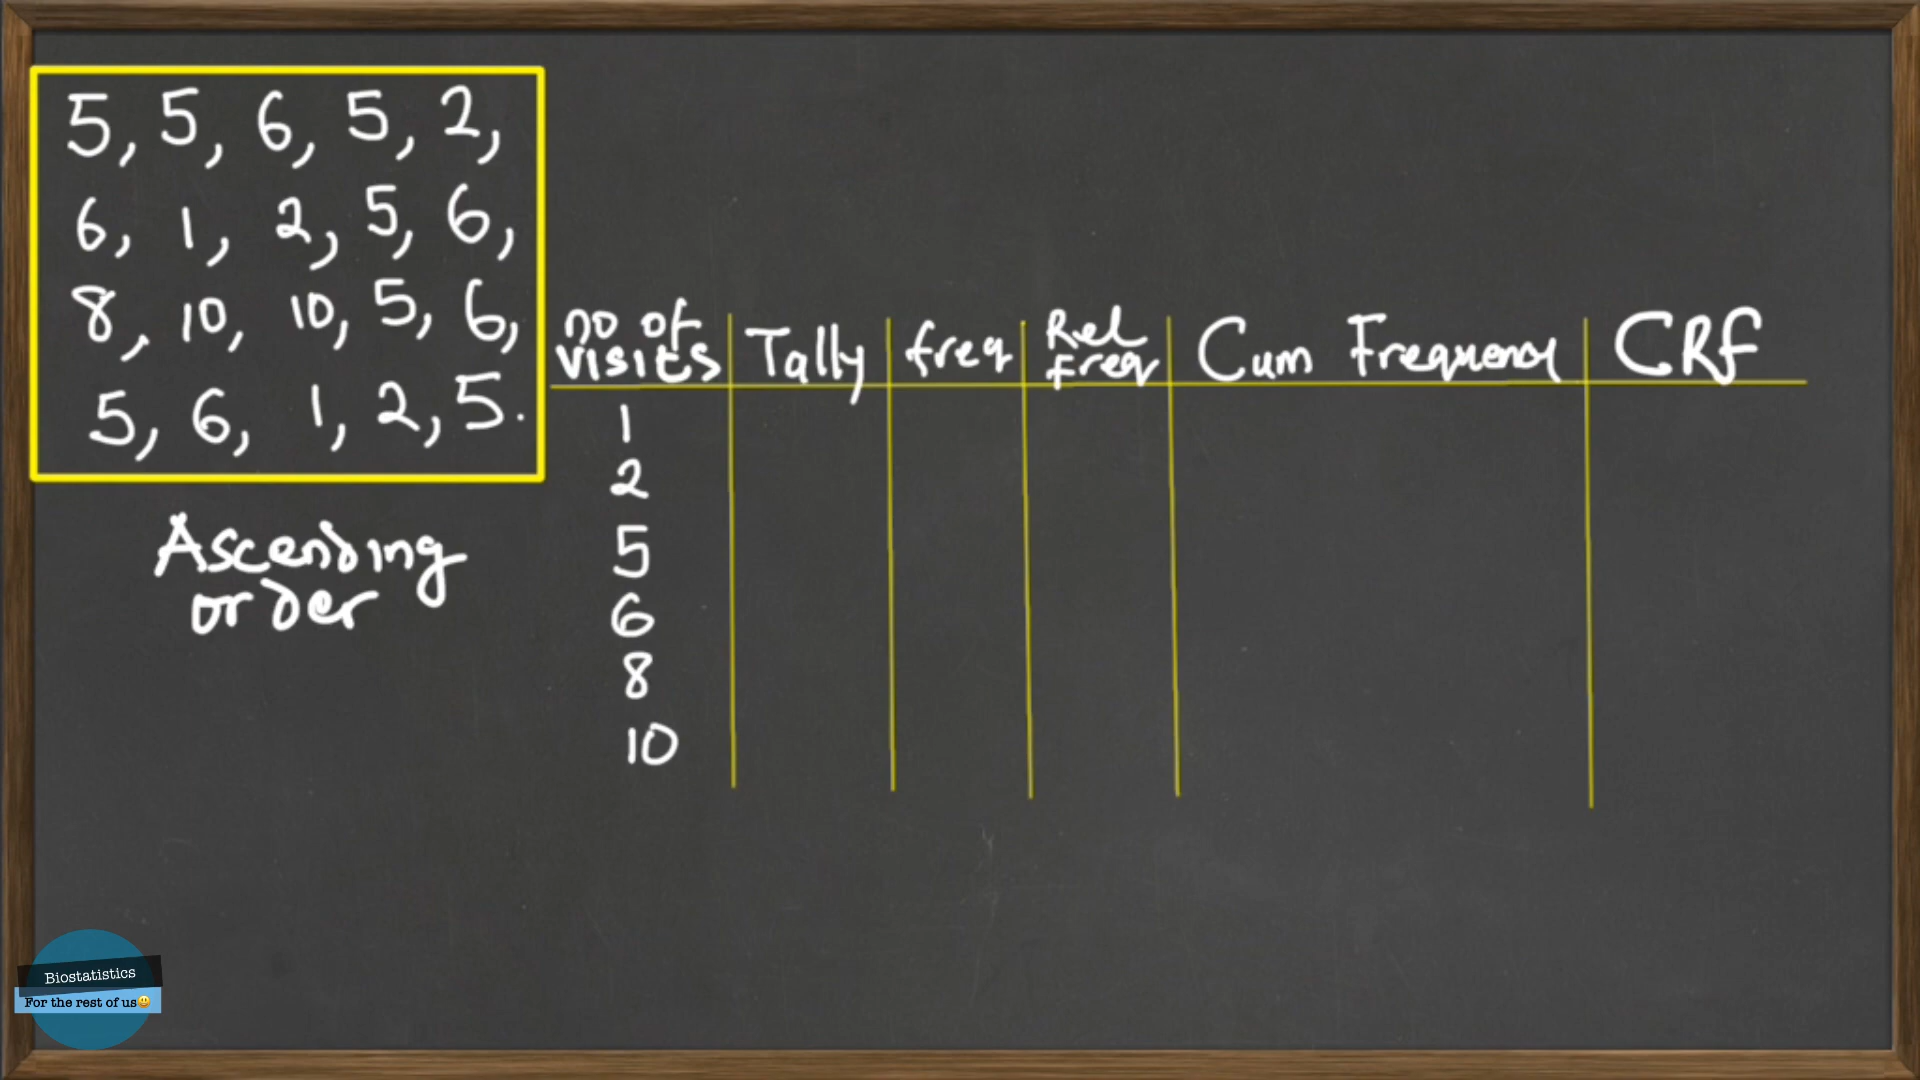 5, 5, 6, 5, 2,
6, 1, 2, 5, 6,
8, 10, 10, 5, 6,
5, 6, 1, 2, 5.
Ascending
order
no of visits Tally freq Rel Freq Cum Frequency CRF
1
2
5
6
8
10
Biostatistics
For the rest of us